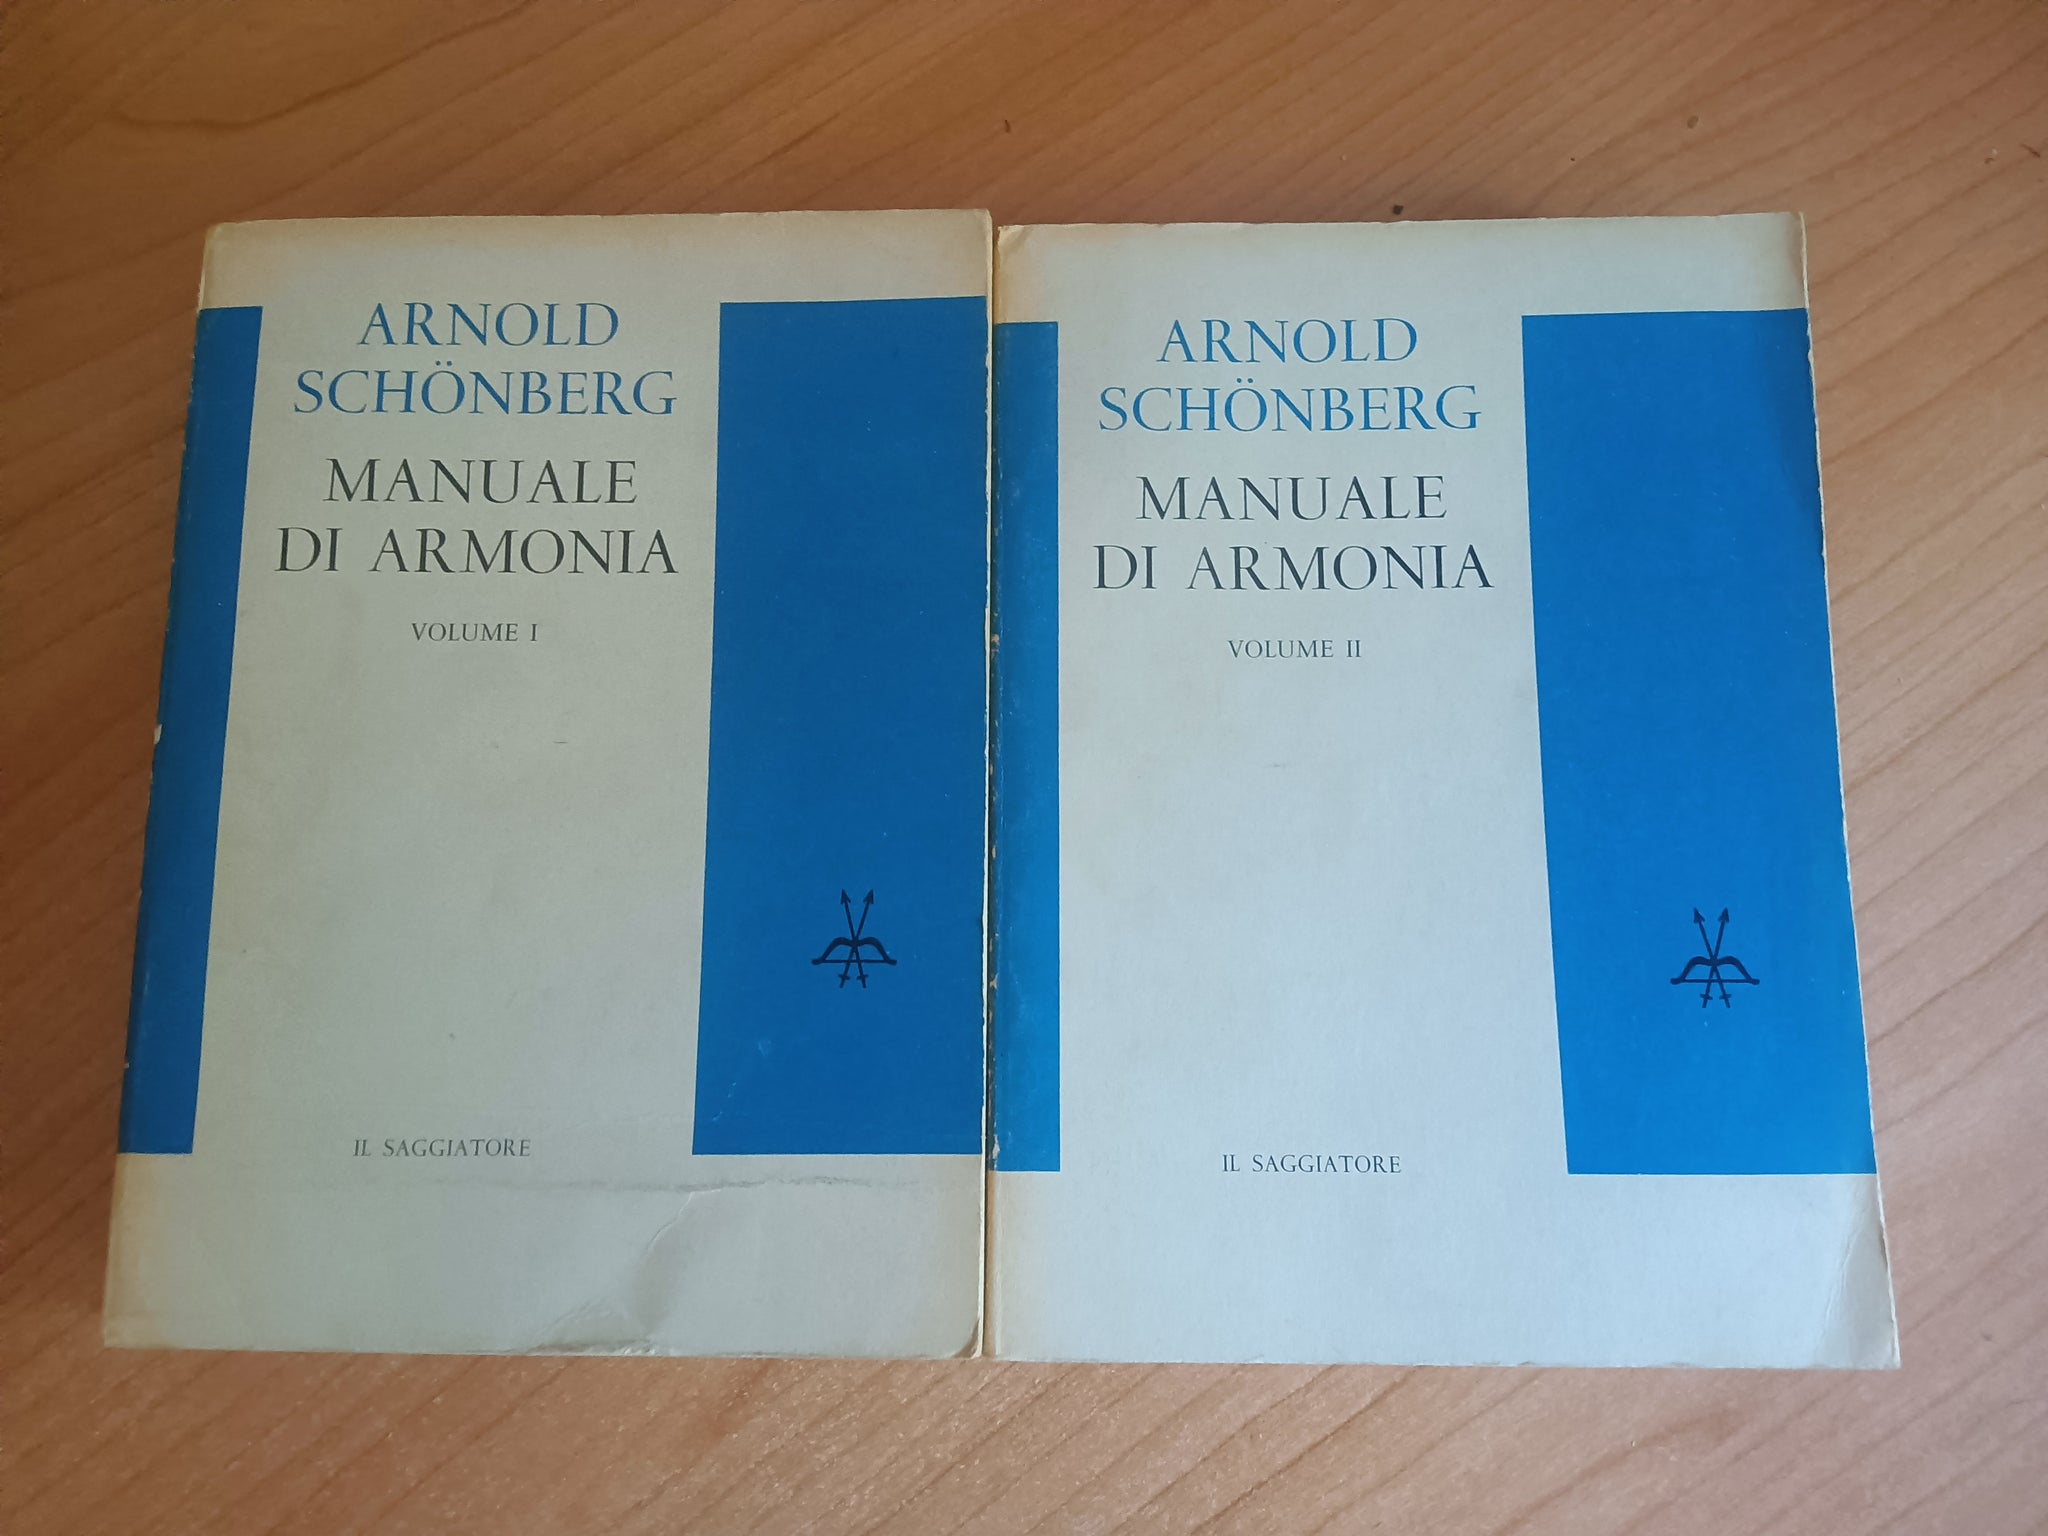 ARNOLD
SCHÖNBERG
MANUALE
DI ARMONIA
VOLUME I
IL SAGGIATORE
ARNOLD
SCHÖNBERG
MANUALE
DI ARMONIA
VOLUME II
IL SAGGIATORE